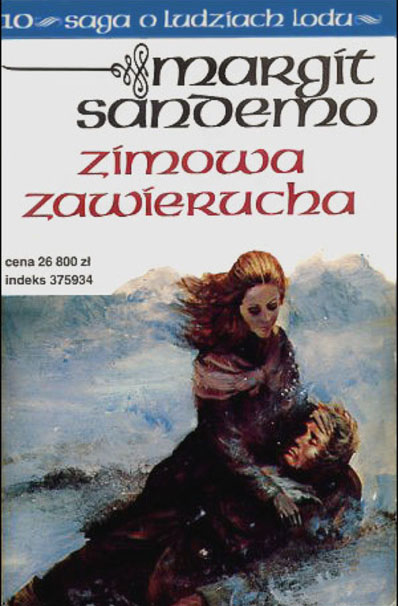 10 saga o ludziach lodu
margit
sandemo
zimowa
zawierucha
cena 26 800 zł
indeks 375934